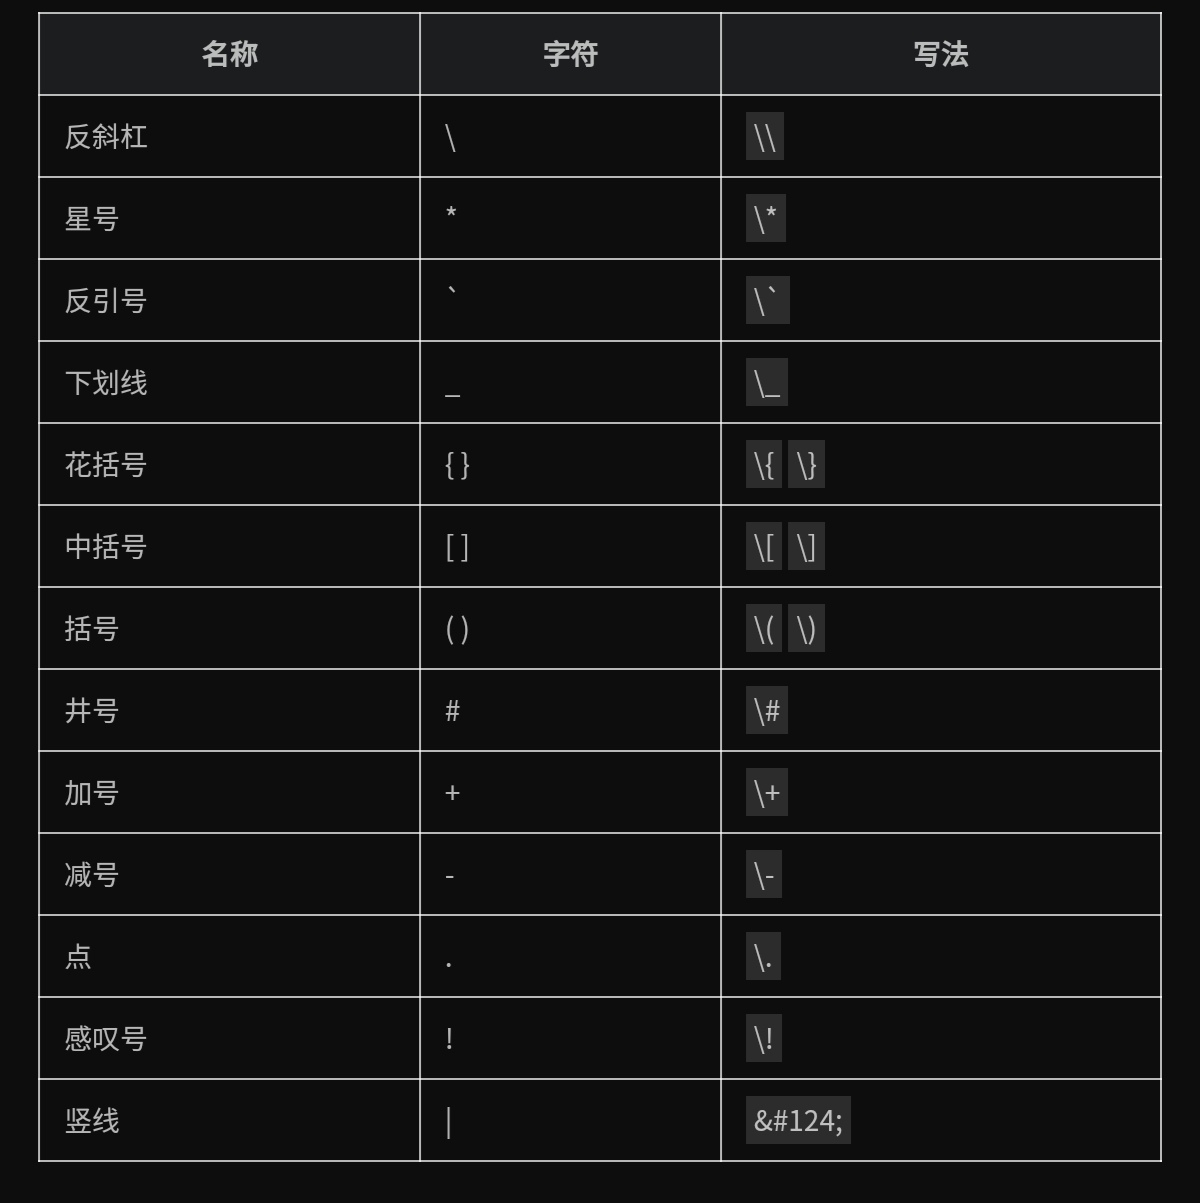 名称 字符 写法
反斜杠 \ \\
星号 * \*
反引号 ` \`
下划线 _ \_
花括号 { } \{ \}
中括号 [ ] \[ \]
括号 ( ) \( \)
井号 # \#
加号 + \+
减号 - \-
点 . \.
感叹号 ! \!
竖线 | &#124;